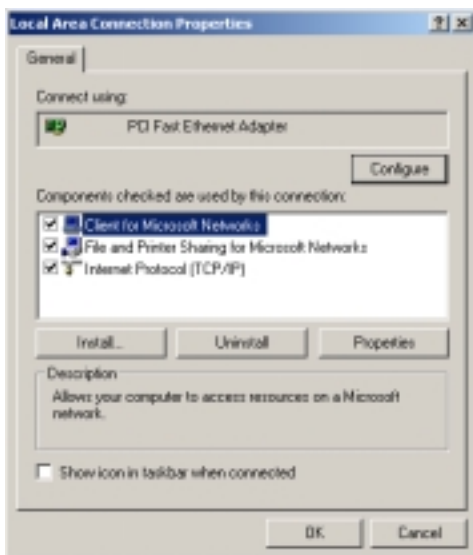 Local Area Connection Properties
General
Connect using:
PCI Fast Ethernet Adapter
Configure
Components checked are used by this connection:
Client for Microsoft Networks
File and Printer Sharing for Microsoft Networks
Internet Protocol (TCP/IP)
Install...
Uninstall
Properties
Description
Allows your computer to access resources on a Microsoft
network.
Show icon in taskbar when connected
OK
Cancel